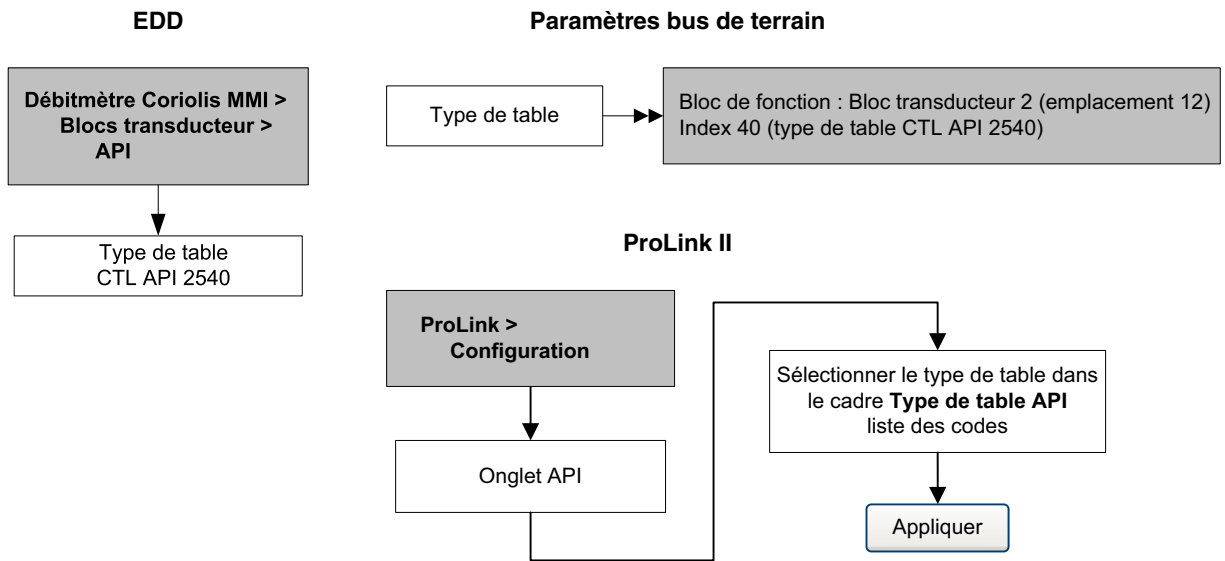 EDD
Débitmètre Coriolis MMI >
Blocs transducteur >
API
Type de table
CTL API 2540
Paramètres bus de terrain
Type de table
Bloc de fonction : Bloc transducteur 2 (emplacement 12)
Index 40 (type de table CTL API 2540)
ProLink II
ProLink >
Configuration
Onglet API
Sélectionner le type de table dans
le cadre Type de table API
liste des codes
Appliquer